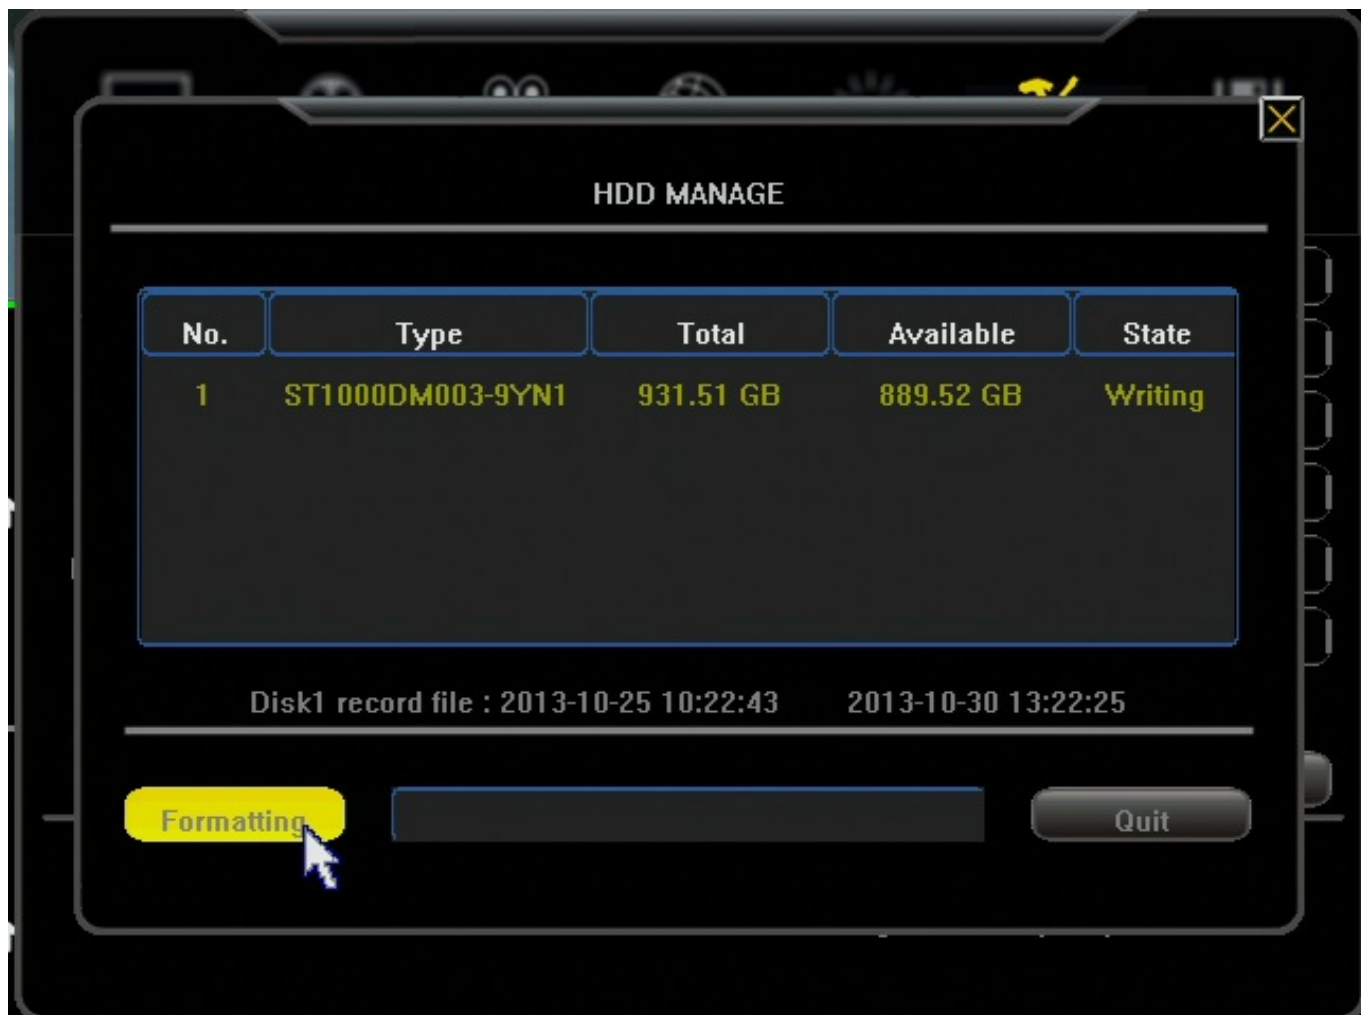 HDD MANAGE
No. Type Total Available State
1 ST1000DM003-9YN1 931.51 GB 889.52 GB Writing
Disk1 record file : 2013-10-25 10:22:43 2013-10-30 13:22:25
Formatting Quit